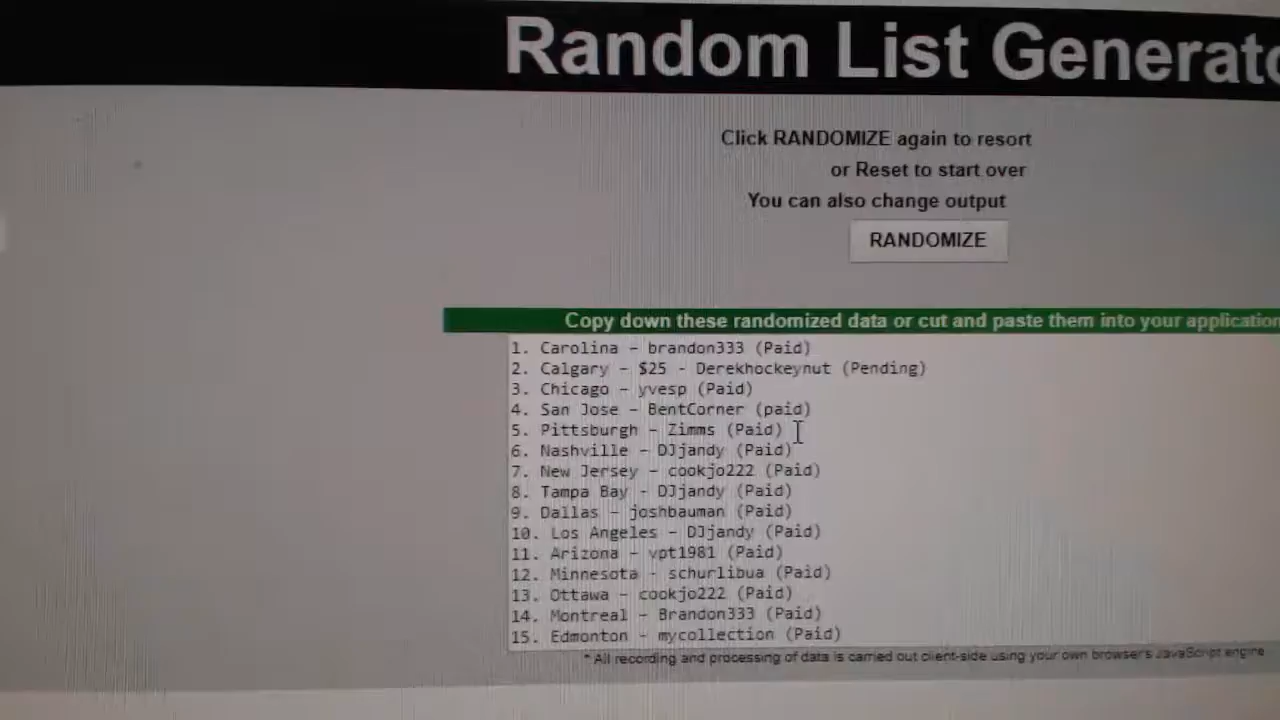 Random List Generato
Click RANDOMIZE again to resort
or Reset to start over
You can also change output
RANDOMIZE
Copy down these randomized data or cut and paste them into your application
1. Carolina - brandon333 (Paid)
2. Calgary - $25 - Derekhockeynut (Pending)
3. Chicago - yvesp (Paid)
4. San Jose - BentCorner (paid)
5. Pittsburgh - Zimms (Paid)
6. Nashville - DJjandy (Paid)
7. New Jersey - cookjo222 (Paid)
8. Tampa Bay - DJjandy (Paid)
9. Dallas - joshbauman (Paid)
10. Los Angeles - DJjandy (Paid)
11. Arizona - vpt1981 (Paid)
12. Minnesota - schurlibua (Paid)
13. Ottawa - cookjo222 (Paid)
14. Montreal - Brandon333 (Paid)
15. Edmonton - mycollection (Paid)
* All recording and processing of data is carried out client-side using your own browser's JavaScript engine